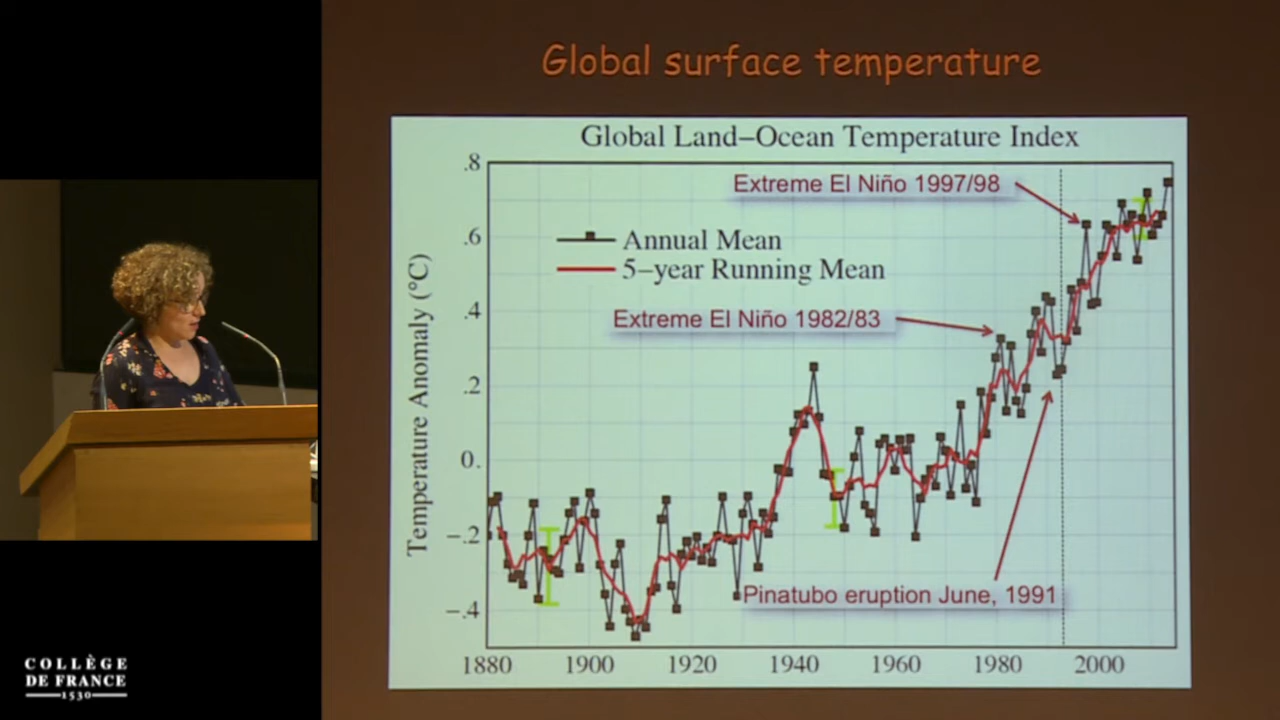 Global surface temperature
Global Land–Ocean Temperature Index
Extreme El Niño 1997/98
Annual Mean
5–year Running Mean
Extreme El Niño 1982/83
Pinatubo eruption June, 1991
Temperature Anomaly (°C)
.8
.6
.4
.2
0.
–.2
–.4
1880 1900 1920 1940 1960 1980 2000
COLLÈGE
DE FRANCE
1530